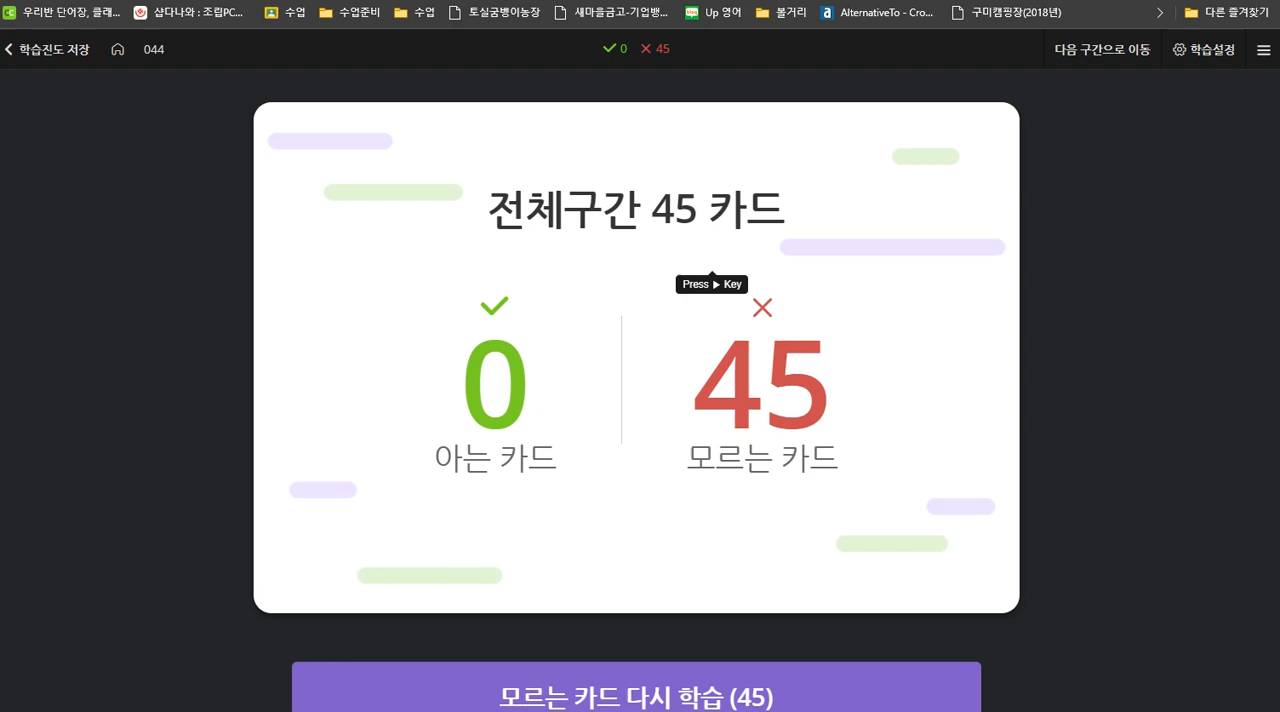 우리반 단어장, 클래... 샵다나와 : 조립PC... 수업 수업준비 수업 토실굼뱅이농장 새마을금고-기업뱅... Up 영어 볼거리 AlternativeTo - Cro... 구미캠핑장(2018년) 다른 즐겨찾기
학습진도 저장 044 0 45 다음 구간으로 이동 학습설정
전체구간 45 카드
Press ▶ Key
0 45
아는 카드 모르는 카드
모르는 카드 다시 학습 (45)